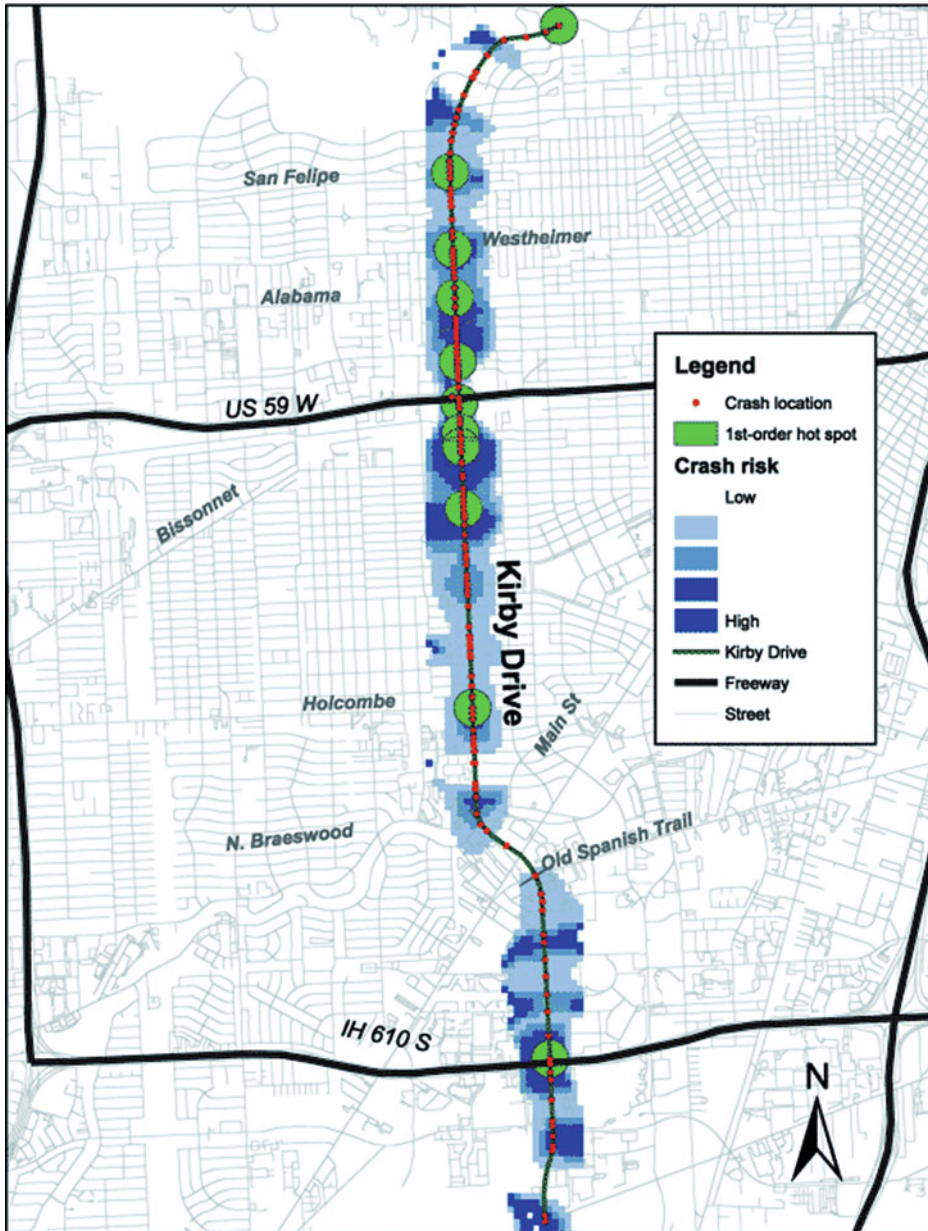 San Felipe
Westheimer
Alabama
US 59 W
Bissonnet
Kirby Drive
Holcombe
Main St
N. Braeswood
Old Spanish Trail
IH 610 S
Legend
Crash location
1st-order hot spot
Crash risk
Low
High
Kirby Drive
Freeway
Street
N